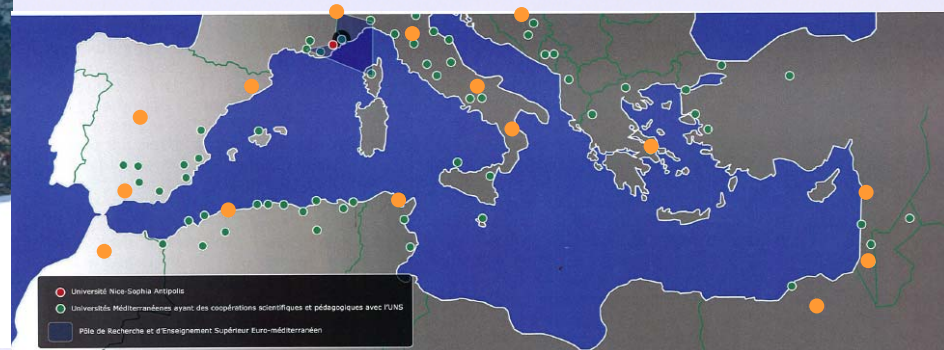 Université Nice-Sophia Antipolis
Universités Méditerranéennes ayant des coopérations scientifiques et pédagogiques avec l'UNS
Pôle de Recherche et d'Enseignement Supérieur Euro-méditerranéen